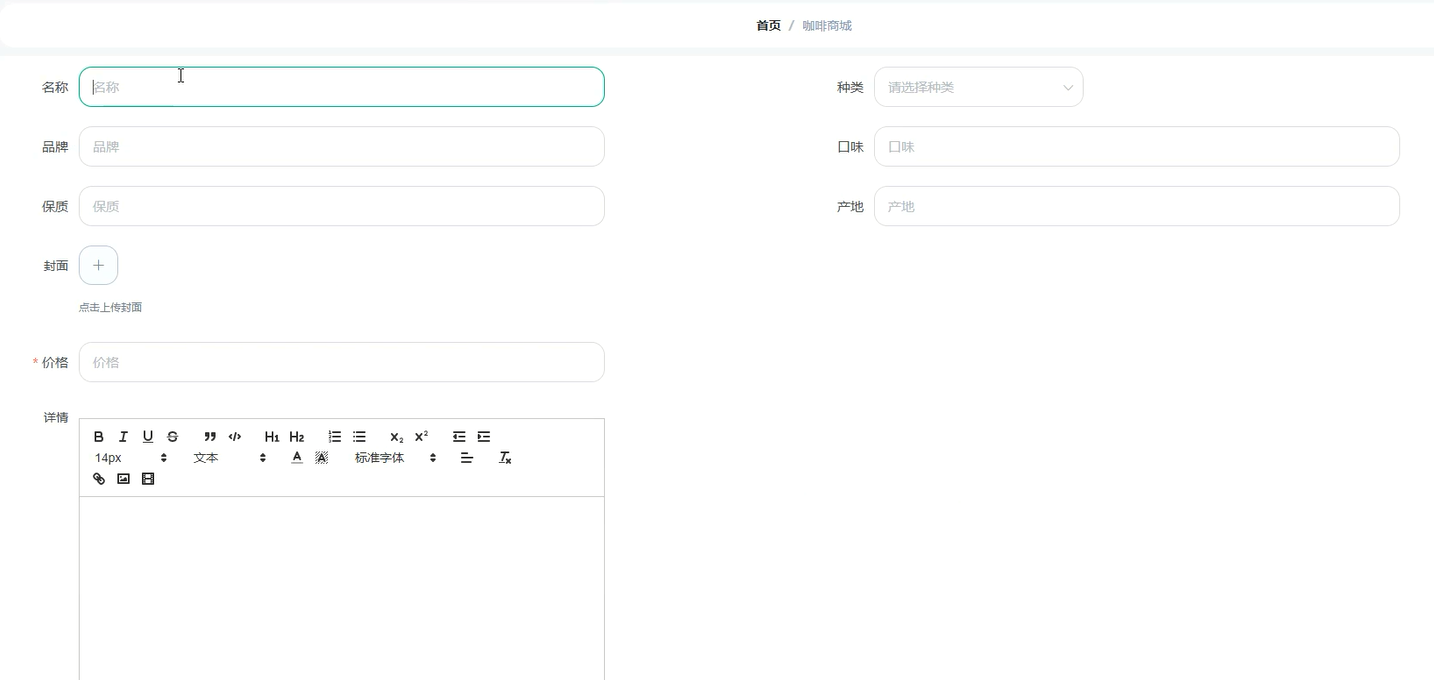 首页 / 咖啡商城
名称 名称 种类 请选择种类
品牌 品牌 口味 口味
保质 保质 产地 产地
封面 +
点击上传封面
* 价格 价格
详情
B I U S ” </> H1 H2 x₂ x²
14px 文本 A A 标准字体 Tx